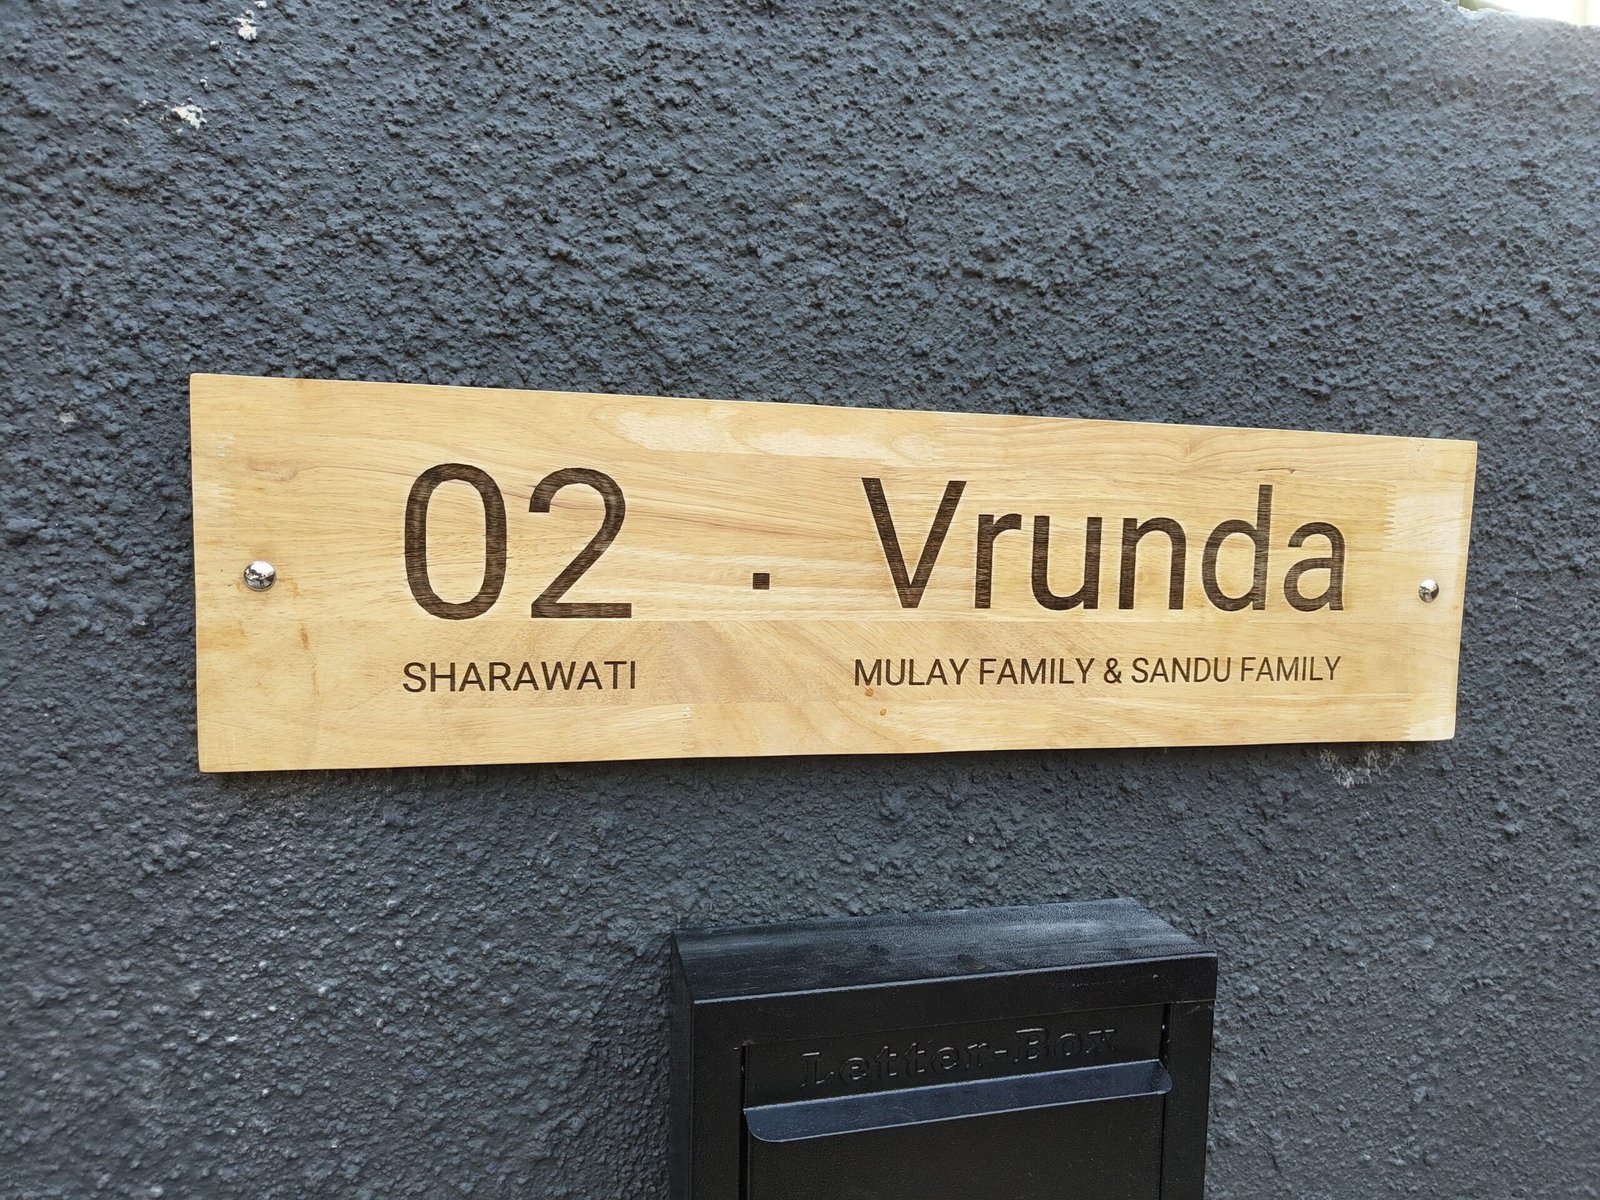 02 . Vrunda
SHARAWATI
MULAY FAMILY & SANDU FAMILY
Letter-Box